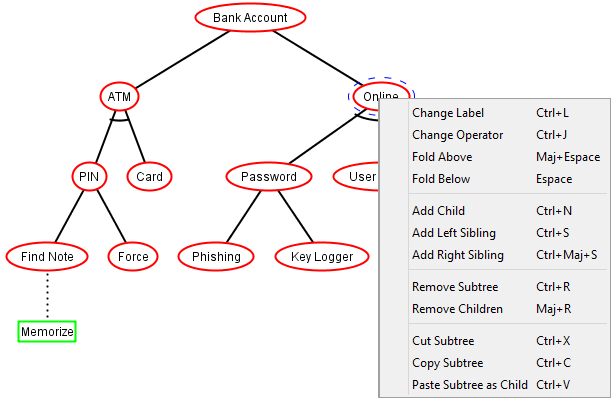 Bank Account
ATM
Online
PIN
Card
Password
User
Find Note
Force
Phishing
Key Logger
Memorize
Change Label Ctrl+L
Change Operator Ctrl+J
Fold Above Maj+Espace
Fold Below Espace
Add Child Ctrl+N
Add Left Sibling Ctrl+S
Add Right Sibling Ctrl+Maj+S
Remove Subtree Ctrl+R
Remove Children Maj+R
Cut Subtree Ctrl+X
Copy Subtree Ctrl+C
Paste Subtree as Child Ctrl+V